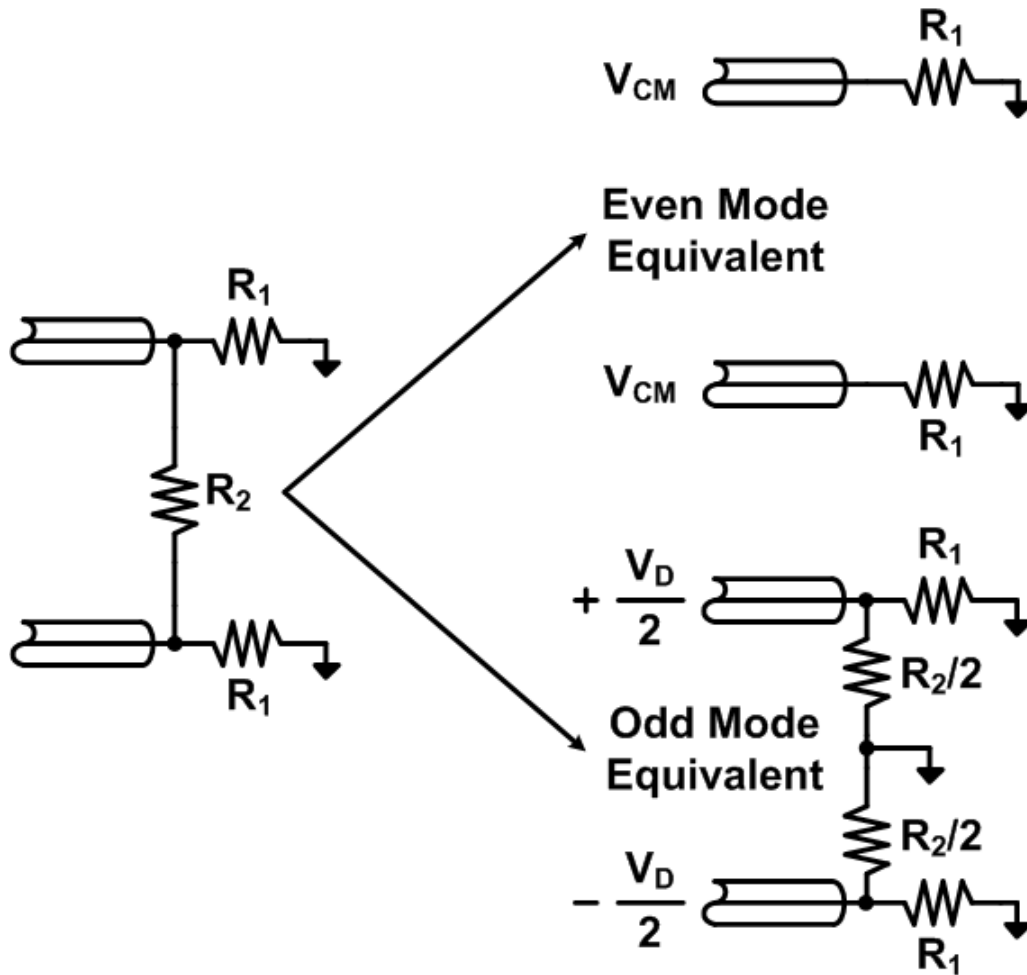 R1
VCM
Even Mode
Equivalent
R1
VCM
R1
R2
R1
+ VD/2
R2/2
R1
Odd Mode
Equivalent
R2/2
- VD/2
R1